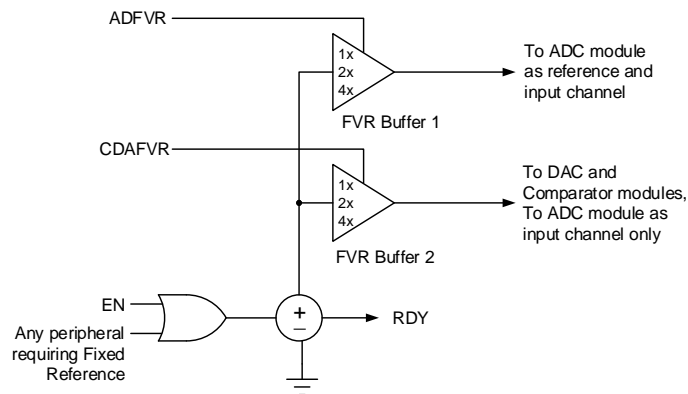 ADFVR
1x
2x
4x
To ADC module
as reference and
input channel
FVR Buffer 1
CDAFVR
1x
2x
4x
To DAC and
Comparator modules,
To ADC module as
input channel only
FVR Buffer 2
EN
+
−
RDY
Any peripheral
requiring Fixed
Reference